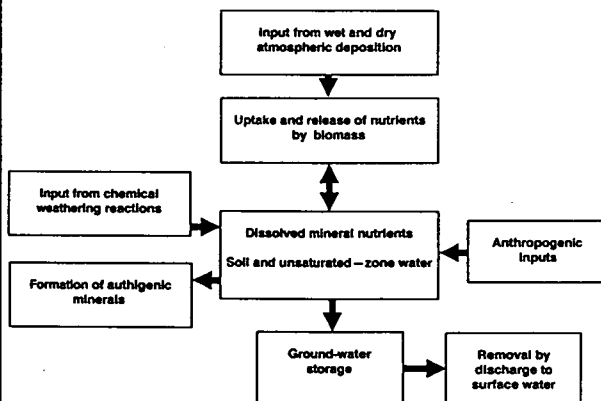 Input from wet and dry
atmospheric deposition
Uptake and release of nutrients
by biomass
Input from chemical
weathering reactions
Dissolved mineral nutrients
Soil and unsaturated—zone water
Anthropogenic
inputs
Formation of authigenic
minerals
Ground-water
storage
Removal by
discharge to
surface water